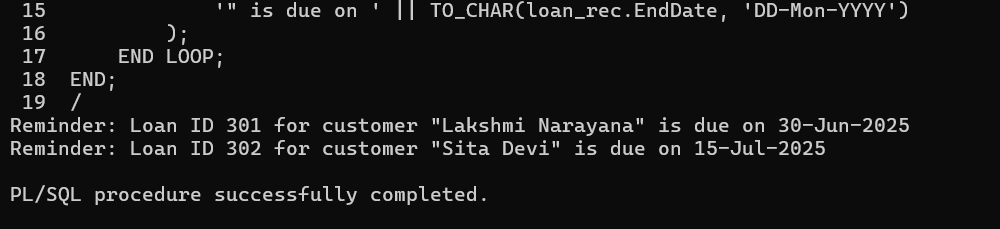 15              '" is due on ' || TO_CHAR(loan_rec.EndDate, 'DD-Mon-YYYY')
16          );
17      END LOOP;
18  END;
19  /
Reminder: Loan ID 301 for customer "Lakshmi Narayana" is due on 30-Jun-2025
Reminder: Loan ID 302 for customer "Sita Devi" is due on 15-Jul-2025
PL/SQL procedure successfully completed.